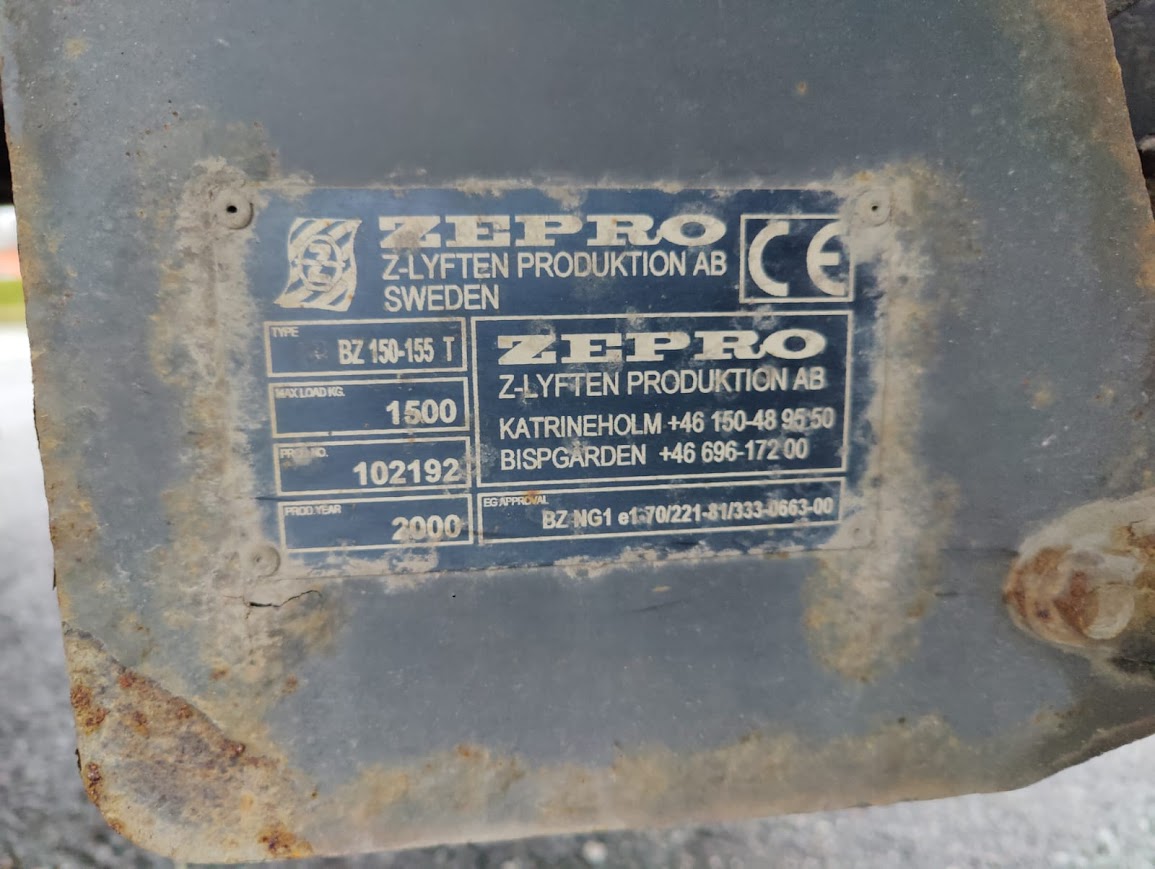 ZEPRO
Z-LYFTEN PRODUKTION AB
SWEDEN
CE
TYPE
BZ 150-155 T
MAX LOAD KG.
1500
PROD. NO.
102192
PROD. YEAR
2000
ZEPRO
Z-LYFTEN PRODUKTION AB
KATRINEHOLM +46 150-48 95 50
BISPGÅRDEN +46 696-172 00
EG APPROVAL
BZ NG1 e1-70/221-81/333-0663-00